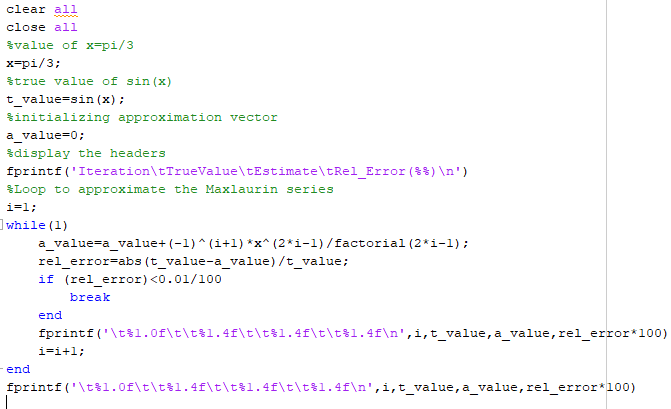 clear all
close all
%value of x=pi/3
x=pi/3;
%true value of sin(x)
t_value=sin(x);
%initializing approximation vector
a_value=0;
%display the headers
fprintf('Iteration\tTrueValue\tEstimate\tRel_Error(%%)\n')
%Loop to approximate the Maxlaurin series
i=1;
while(1)
    a_value=a_value+(-1)^(i+1)*x^(2*i-1)/factorial(2*i-1);
    rel_error=abs(t_value-a_value)/t_value;
    if (rel_error)<0.01/100
        break
    end
    fprintf('\t%1.0f\t\t%1.4f\t\t%1.4f\t\t%1.4f\n',i,t_value,a_value,rel_error*100)
    i=i+1;
end
fprintf('\t%1.0f\t\t%1.4f\t\t%1.4f\t\t%1.4f\n',i,t_value,a_value,rel_error*100)